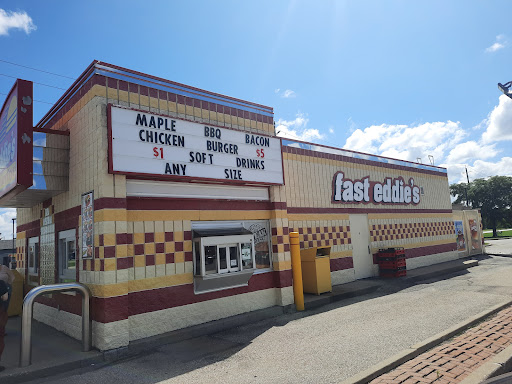 MAPLE BBQ BACON
CHICKEN BURGER
$1 SOFT DRINKS $5
ANY SIZE
fast eddie's